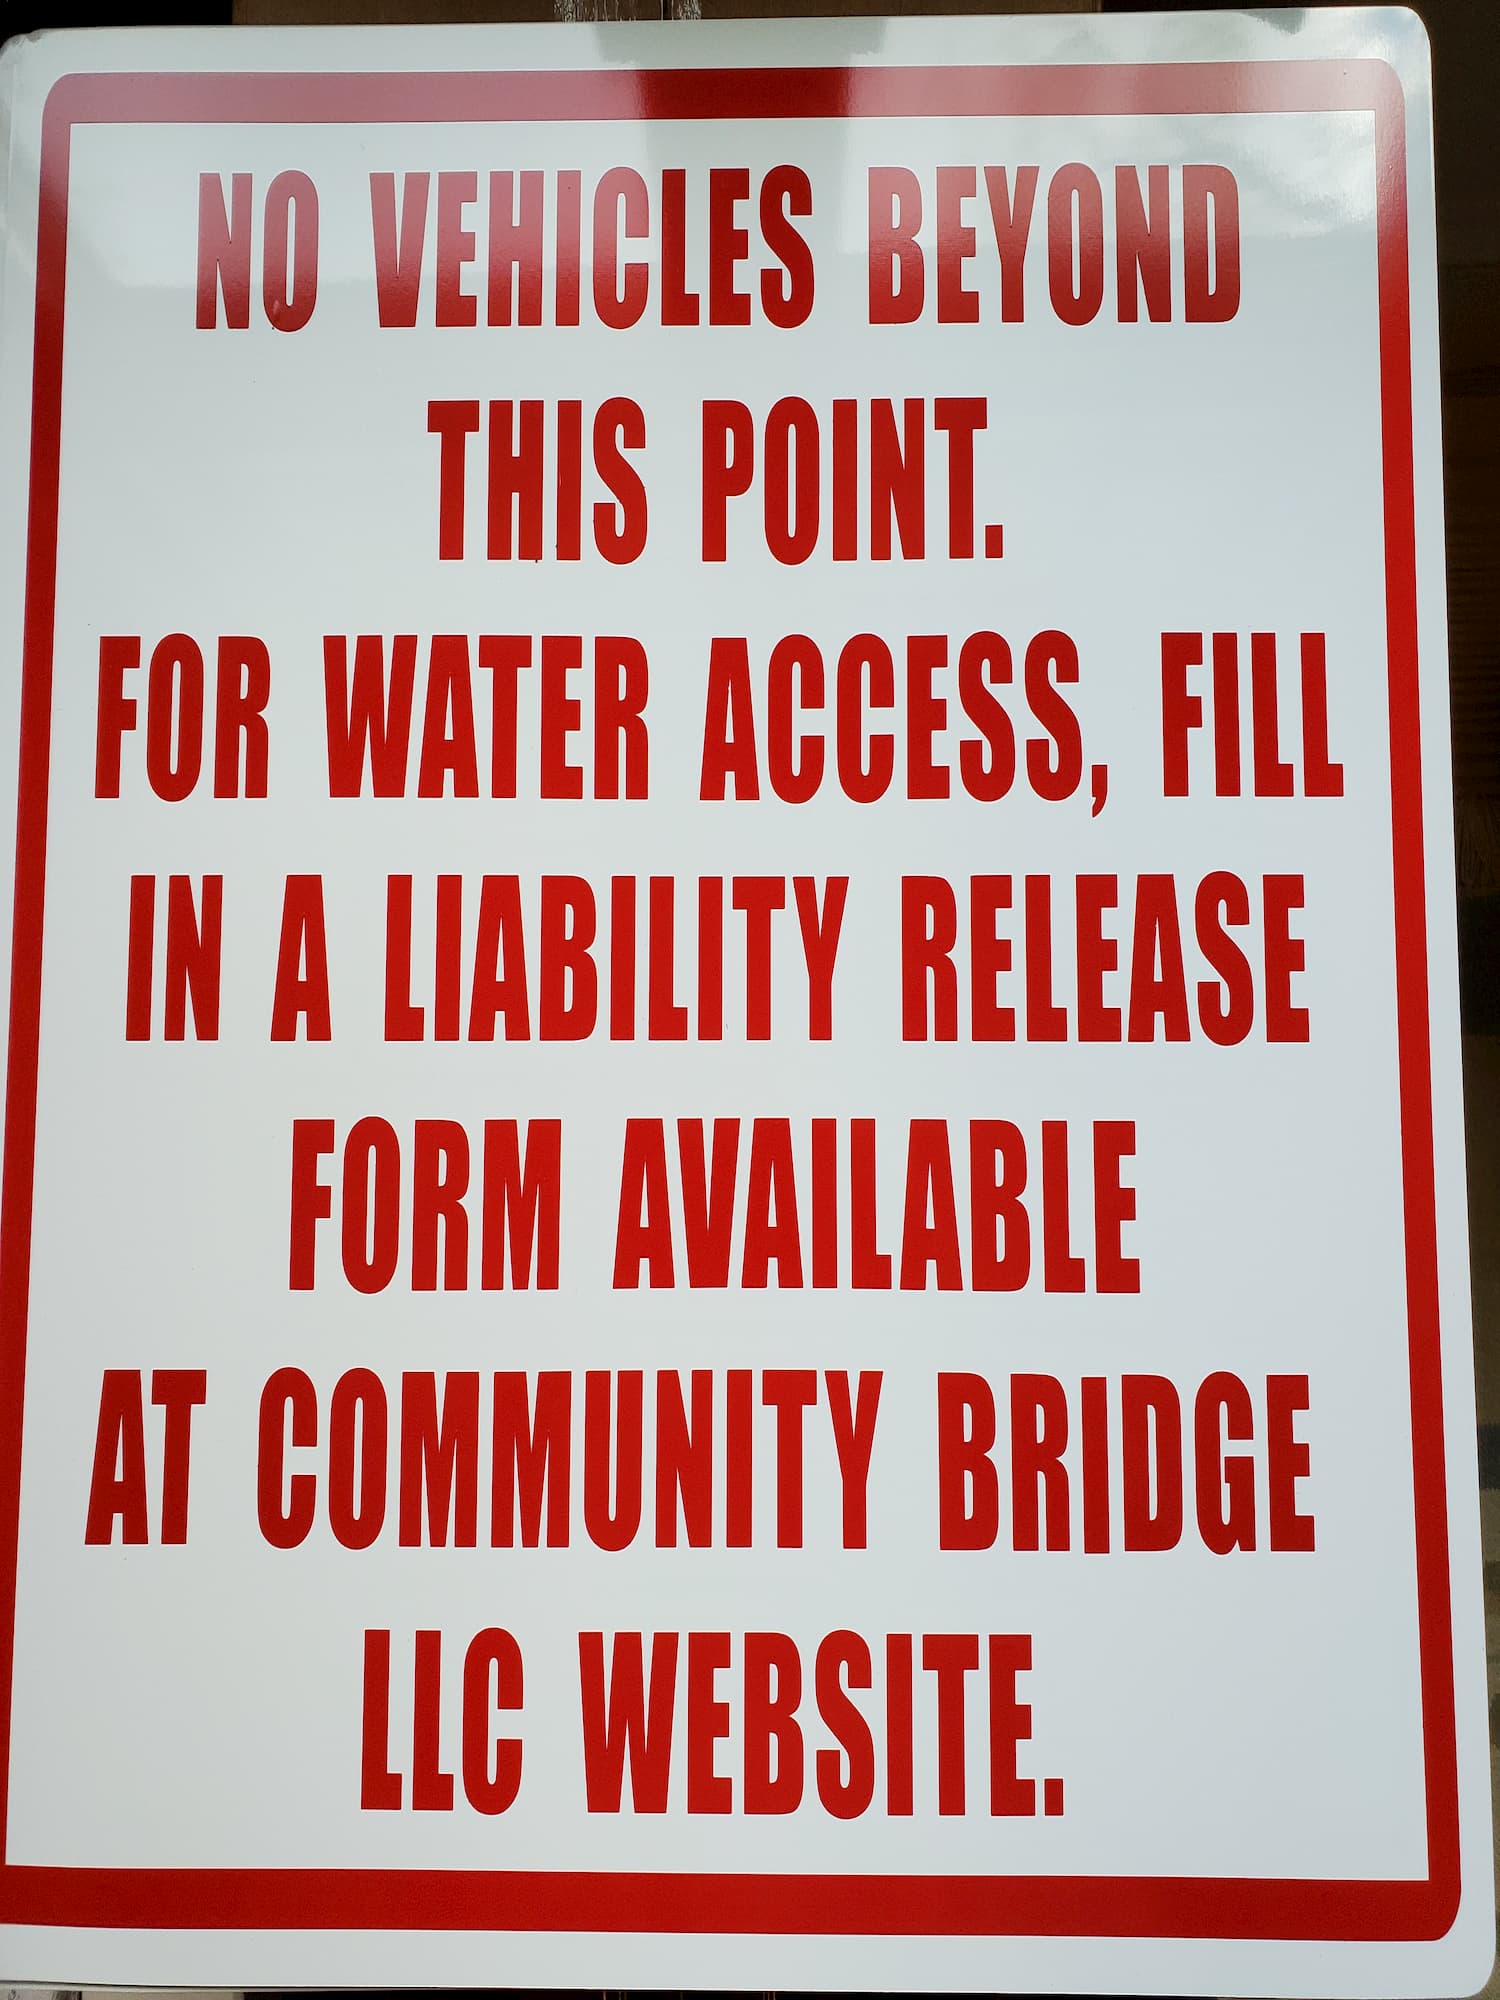 NO VEHICLES BEYOND
THIS POINT.
FOR WATER ACCESS, FILL
IN A LIABILITY RELEASE
FORM AVAILABLE
AT COMMUNITY BRIDGE
LLC WEBSITE.